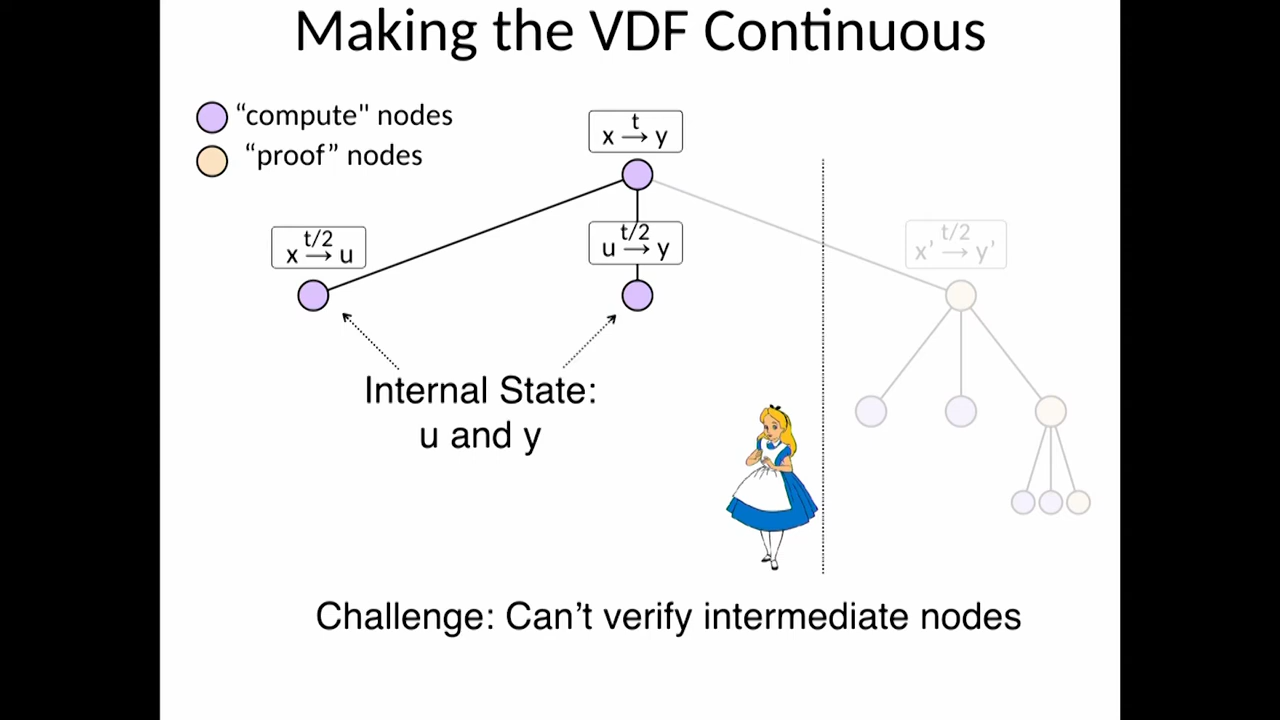 Making the VDF Continuous
“compute" nodes
“proof” nodes
t
x → y
t/2
x → u
t/2
u → y
t/2
x’ → y’
Internal State:
u and y
Challenge: Can’t verify intermediate nodes